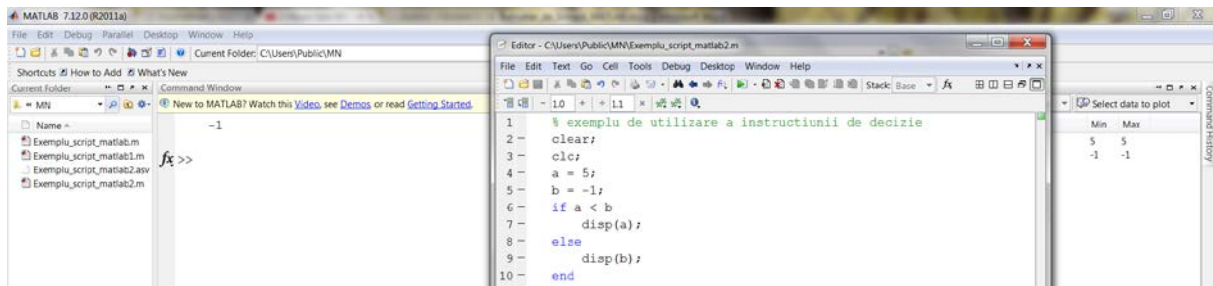 MATLAB 7.12.0 (R2011a)
File Edit Debug Parallel Desktop Window Help
Current Folder: C:\Users\Public\MN
Shortcuts How to Add What's New
Current Folder
Command Window
MN
New to MATLAB? Watch this Video, see Demos, or read Getting Started.
Name
Exemplu_script_matlab.m
Exemplu_script_matlab1.m
Exemplu_script_matlab2.asv
Exemplu_script_matlab2.m
-1
fx >>
Editor - C:\Users\Public\MN\Exemplu_script_matlab2.m
File Edit Text Go Cell Tools Debug Desktop Window Help
Stack: Base fx
- 1.0 + ÷ 1.1 ×
1 % exemplu de utilizare a instructiunii de decizie
2 - clear;
3 - clc;
4 - a = 5;
5 - b = -1;
6 - if a < b
7 - disp(a);
8 - else
9 - disp(b);
10 - end
Select data to plot
Min Max
5 5
-1 -1
Command History